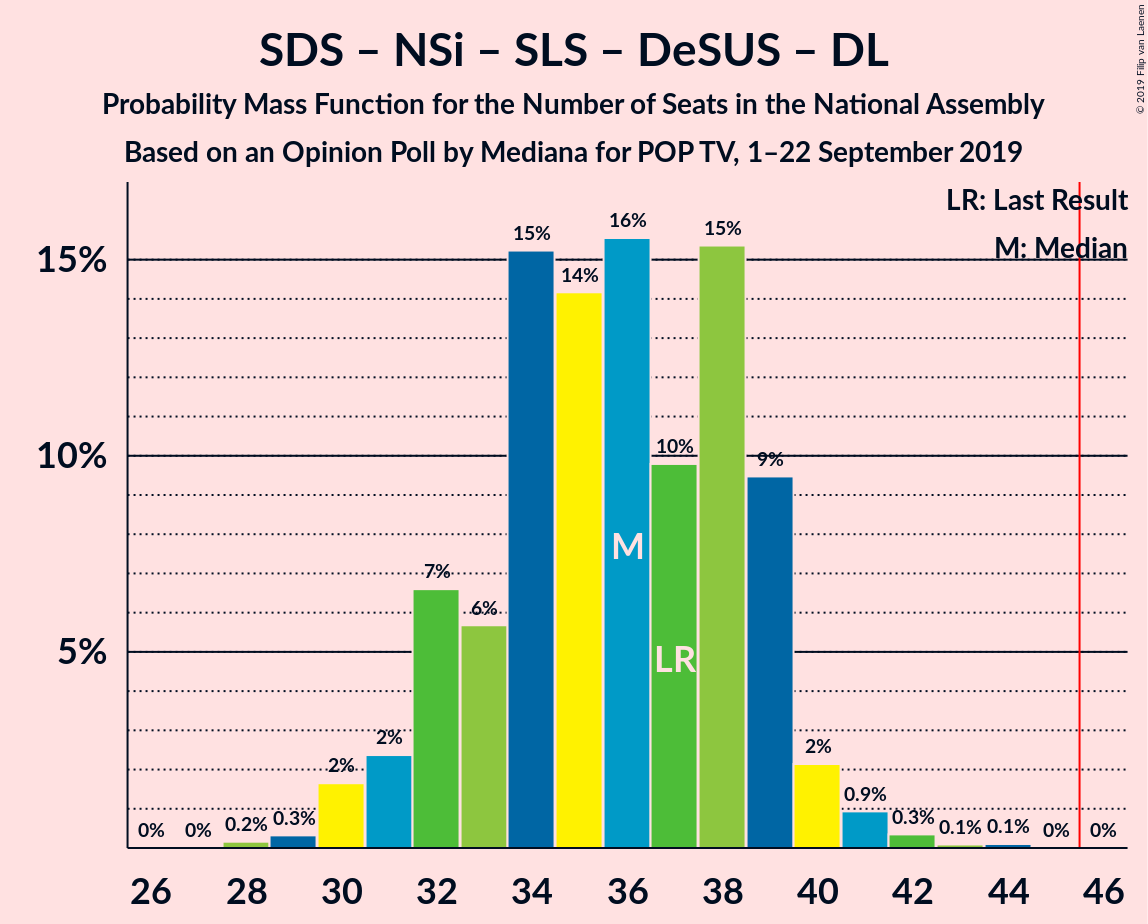 SDS – NSi – SLS – DeSUS – DL
Probability Mass Function for the Number of Seats in the National Assembly
Based on an Opinion Poll by Mediana for POP TV, 1–22 September 2019
© 2019 Filip van Laenen
LR: Last Result
M: Median
15%
10%
5%
0%
0%
0.2%
0.3%
2%
2%
7%
6%
15%
14%
16%
10%
15%
9%
2%
0.9%
0.3%
0.1%
0.1%
0%
0%
M
LR
26 28 30 32 34 36 38 40 42 44 46